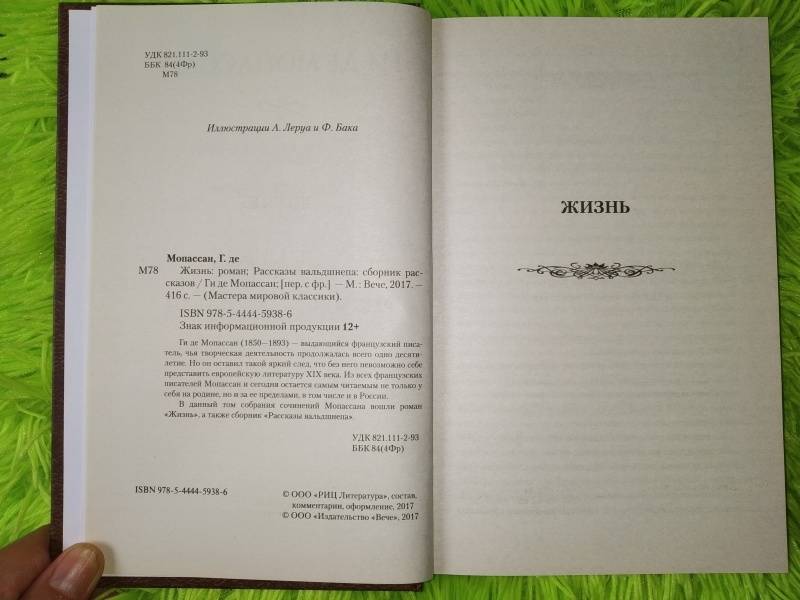 УДК 821.111-2-93
ББК 84(4Фр)
М78
Иллюстрации А. Леруа и Ф. Бака
Мопассан, Г. де
М78 Жизнь: роман; Рассказы вальдшнепа: сборник рас-
сказов / Ги де Мопассан; [пер. с фр.] — М.: Вече, 2017. —
416 с. — (Мастера мировой классики).
ISBN 978-5-4444-5938-6
Знак информационной продукции 12+
Ги де Мопассан (1850—1893) — выдающийся французский писа-
тель, чья творческая деятельность продолжалась всего одно десяти-
летие. Но он оставил такой яркий след, что без него невозможно себе
представить европейскую литературу XIX века. Из всех французских
писателей Мопассан и сегодня остается самым читаемым не только у
себя на родине, но и за ее пределами, в том числе и в России.
В данный том собрания сочинений Мопассана вошли роман
«Жизнь», а также сборник «Рассказы вальдшнепа».
УДК 821.111-2-93
ББК 84(4Фр)
ISBN 978-5-4444-5938-6
© ООО «РИЦ Литература», состав,
комментарии, оформление, 2017
© ООО «Издательство «Вече», 2017
ЖИЗНЬ